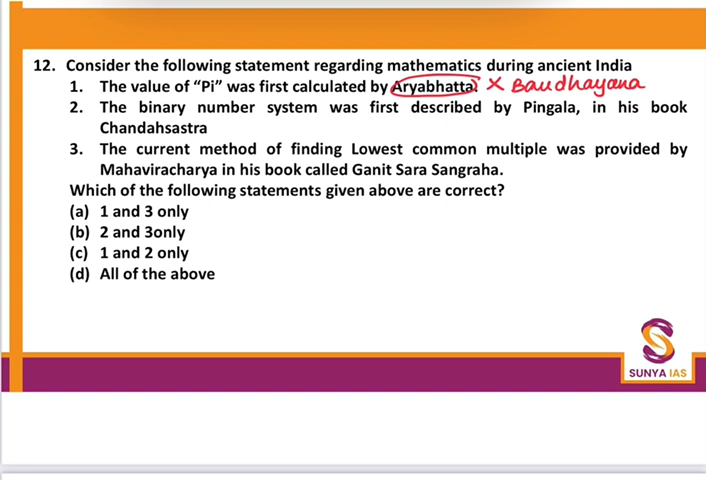 12. Consider the following statement regarding mathematics during ancient India
1. The value of “Pi” was first calculated by Aryabhatta. X Baudhayana
2. The binary number system was first described by Pingala, in his book
Chandahsastra
3. The current method of finding Lowest common multiple was provided by
Mahaviracharya in his book called Ganit Sara Sangraha.
Which of the following statements given above are correct?
(a) 1 and 3 only
(b) 2 and 3only
(c) 1 and 2 only
(d) All of the above
SUNYA IAS